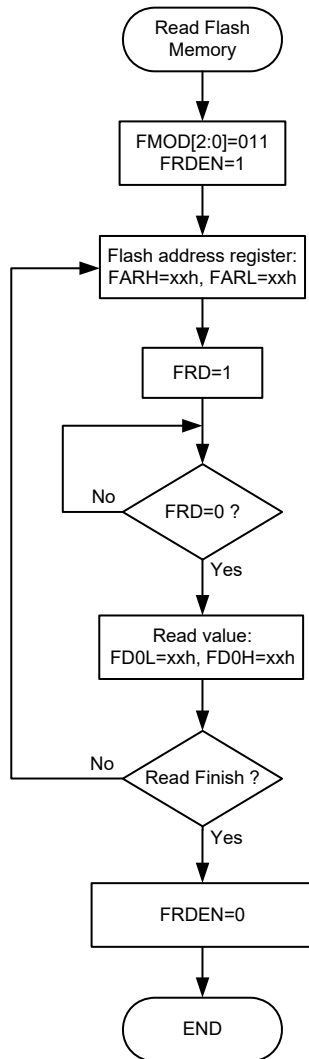 Read Flash
Memory
FMOD[2:0]=011
FRDEN=1
Flash address register:
FARH=xxh, FARL=xxh
FRD=1
No
FRD=0 ?
Yes
Read value:
FD0L=xxh, FD0H=xxh
No
Read Finish ?
Yes
FRDEN=0
END